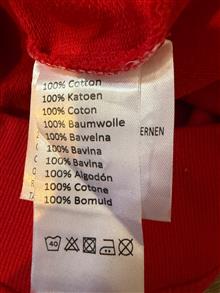 100% Cotton
100% Katoen
100% Coton
100% Baumwolle
100% Bawełna
100% Bavlna
100% Bavlna
100% Algodón
100% Cotone
100% Bomuld
ERNEN
40